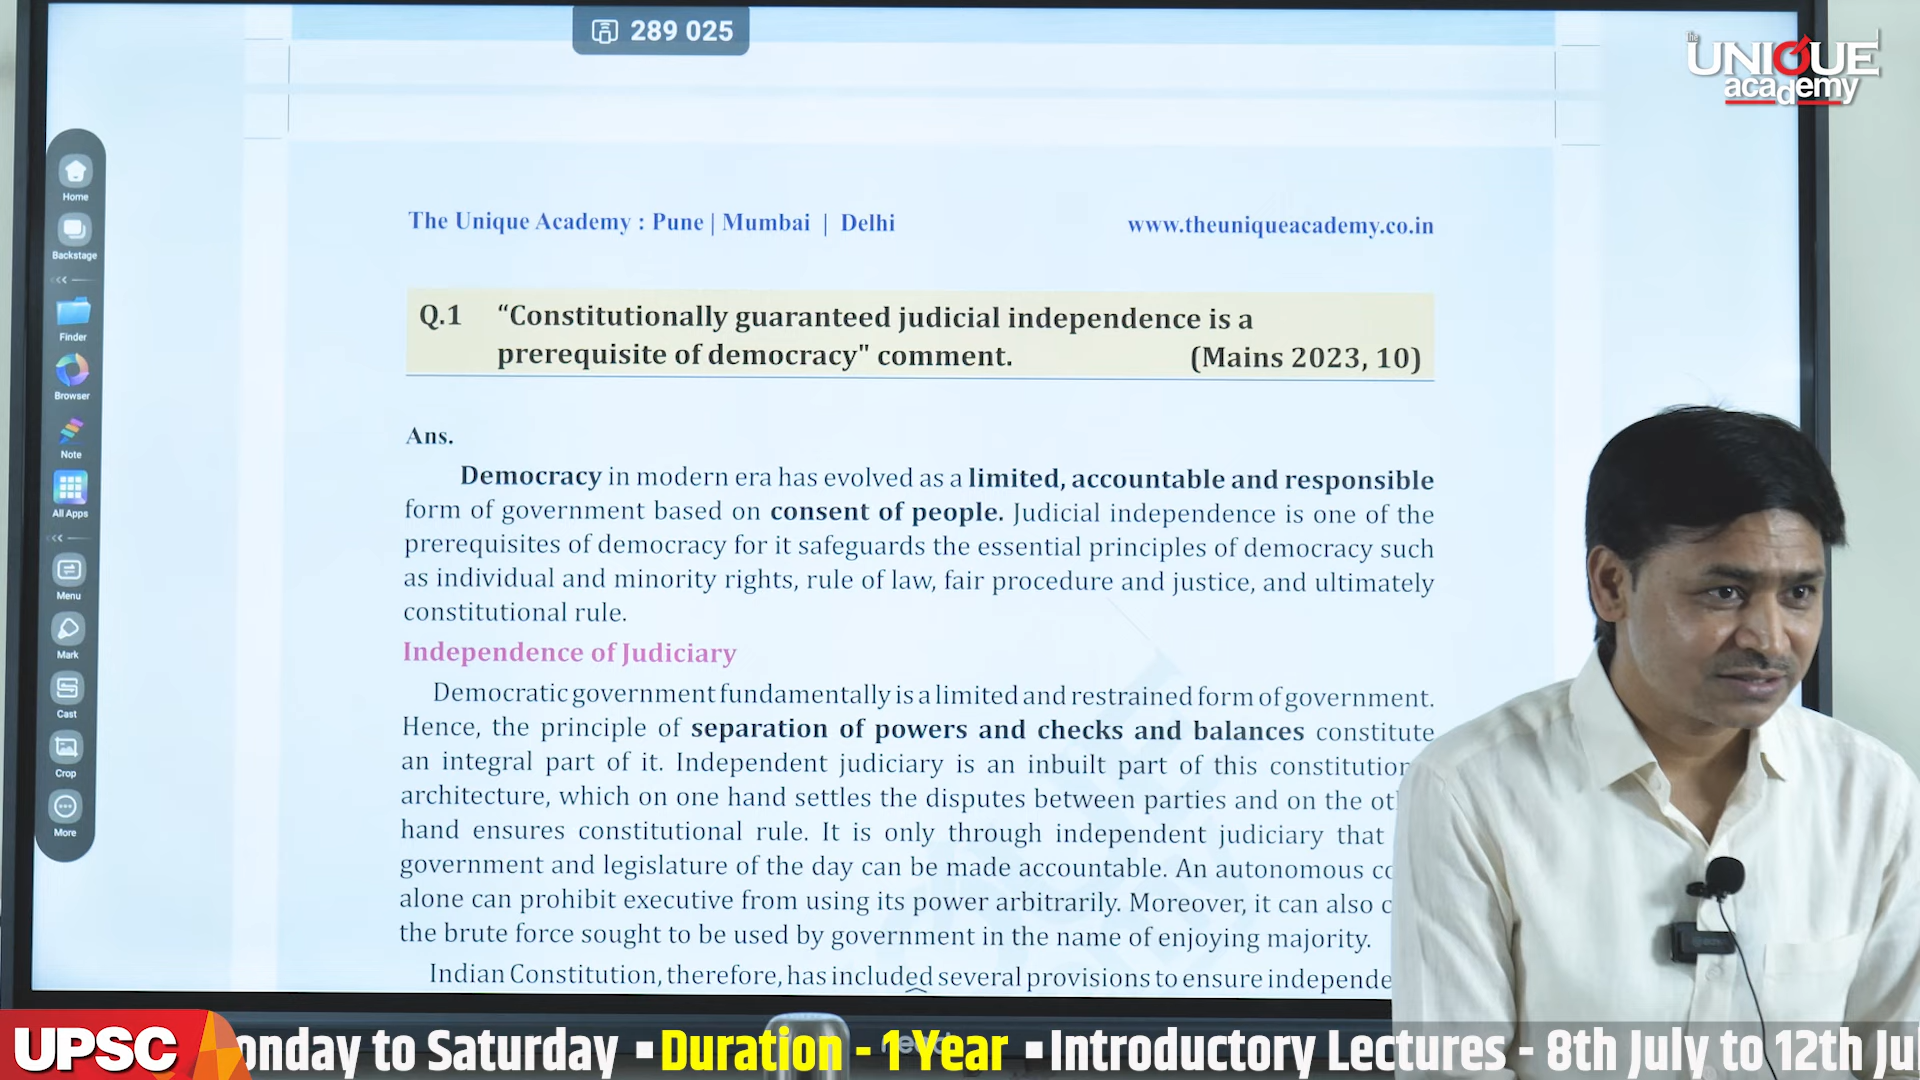 289 025
The
UNIQUE
academy
Home
Backstage
Finder
Browser
Note
All Apps
Menu
Mark
Cast
Crop
More
The Unique Academy : Pune | Mumbai | Delhi
www.theuniqueacademy.co.in
Q.1 “Constitutionally guaranteed judicial independence is a
prerequisite of democracy" comment. (Mains 2023, 10)
Ans.
Democracy in modern era has evolved as a limited, accountable and responsible
form of government based on consent of people. Judicial independence is one of the
prerequisites of democracy for it safeguards the essential principles of democracy such
as individual and minority rights, rule of law, fair procedure and justice, and ultimately
constitutional rule.
Independence of Judiciary
Democratic government fundamentally is a limited and restrained form of government.
Hence, the principle of separation of powers and checks and balances constitute
an integral part of it. Independent judiciary is an inbuilt part of this constitution
architecture, which on one hand settles the disputes between parties and on the ot
hand ensures constitutional rule. It is only through independent judiciary that
government and legislature of the day can be made accountable. An autonomous co
alone can prohibit executive from using its power arbitrarily. Moreover, it can also c
the brute force sought to be used by government in the name of enjoying majority.
Indian Constitution, therefore, has included several provisions to ensure independe
UPSC
onday to Saturday ▪ Duration - 1 Year ▪ Introductory Lectures - 8th July to 12th Ju